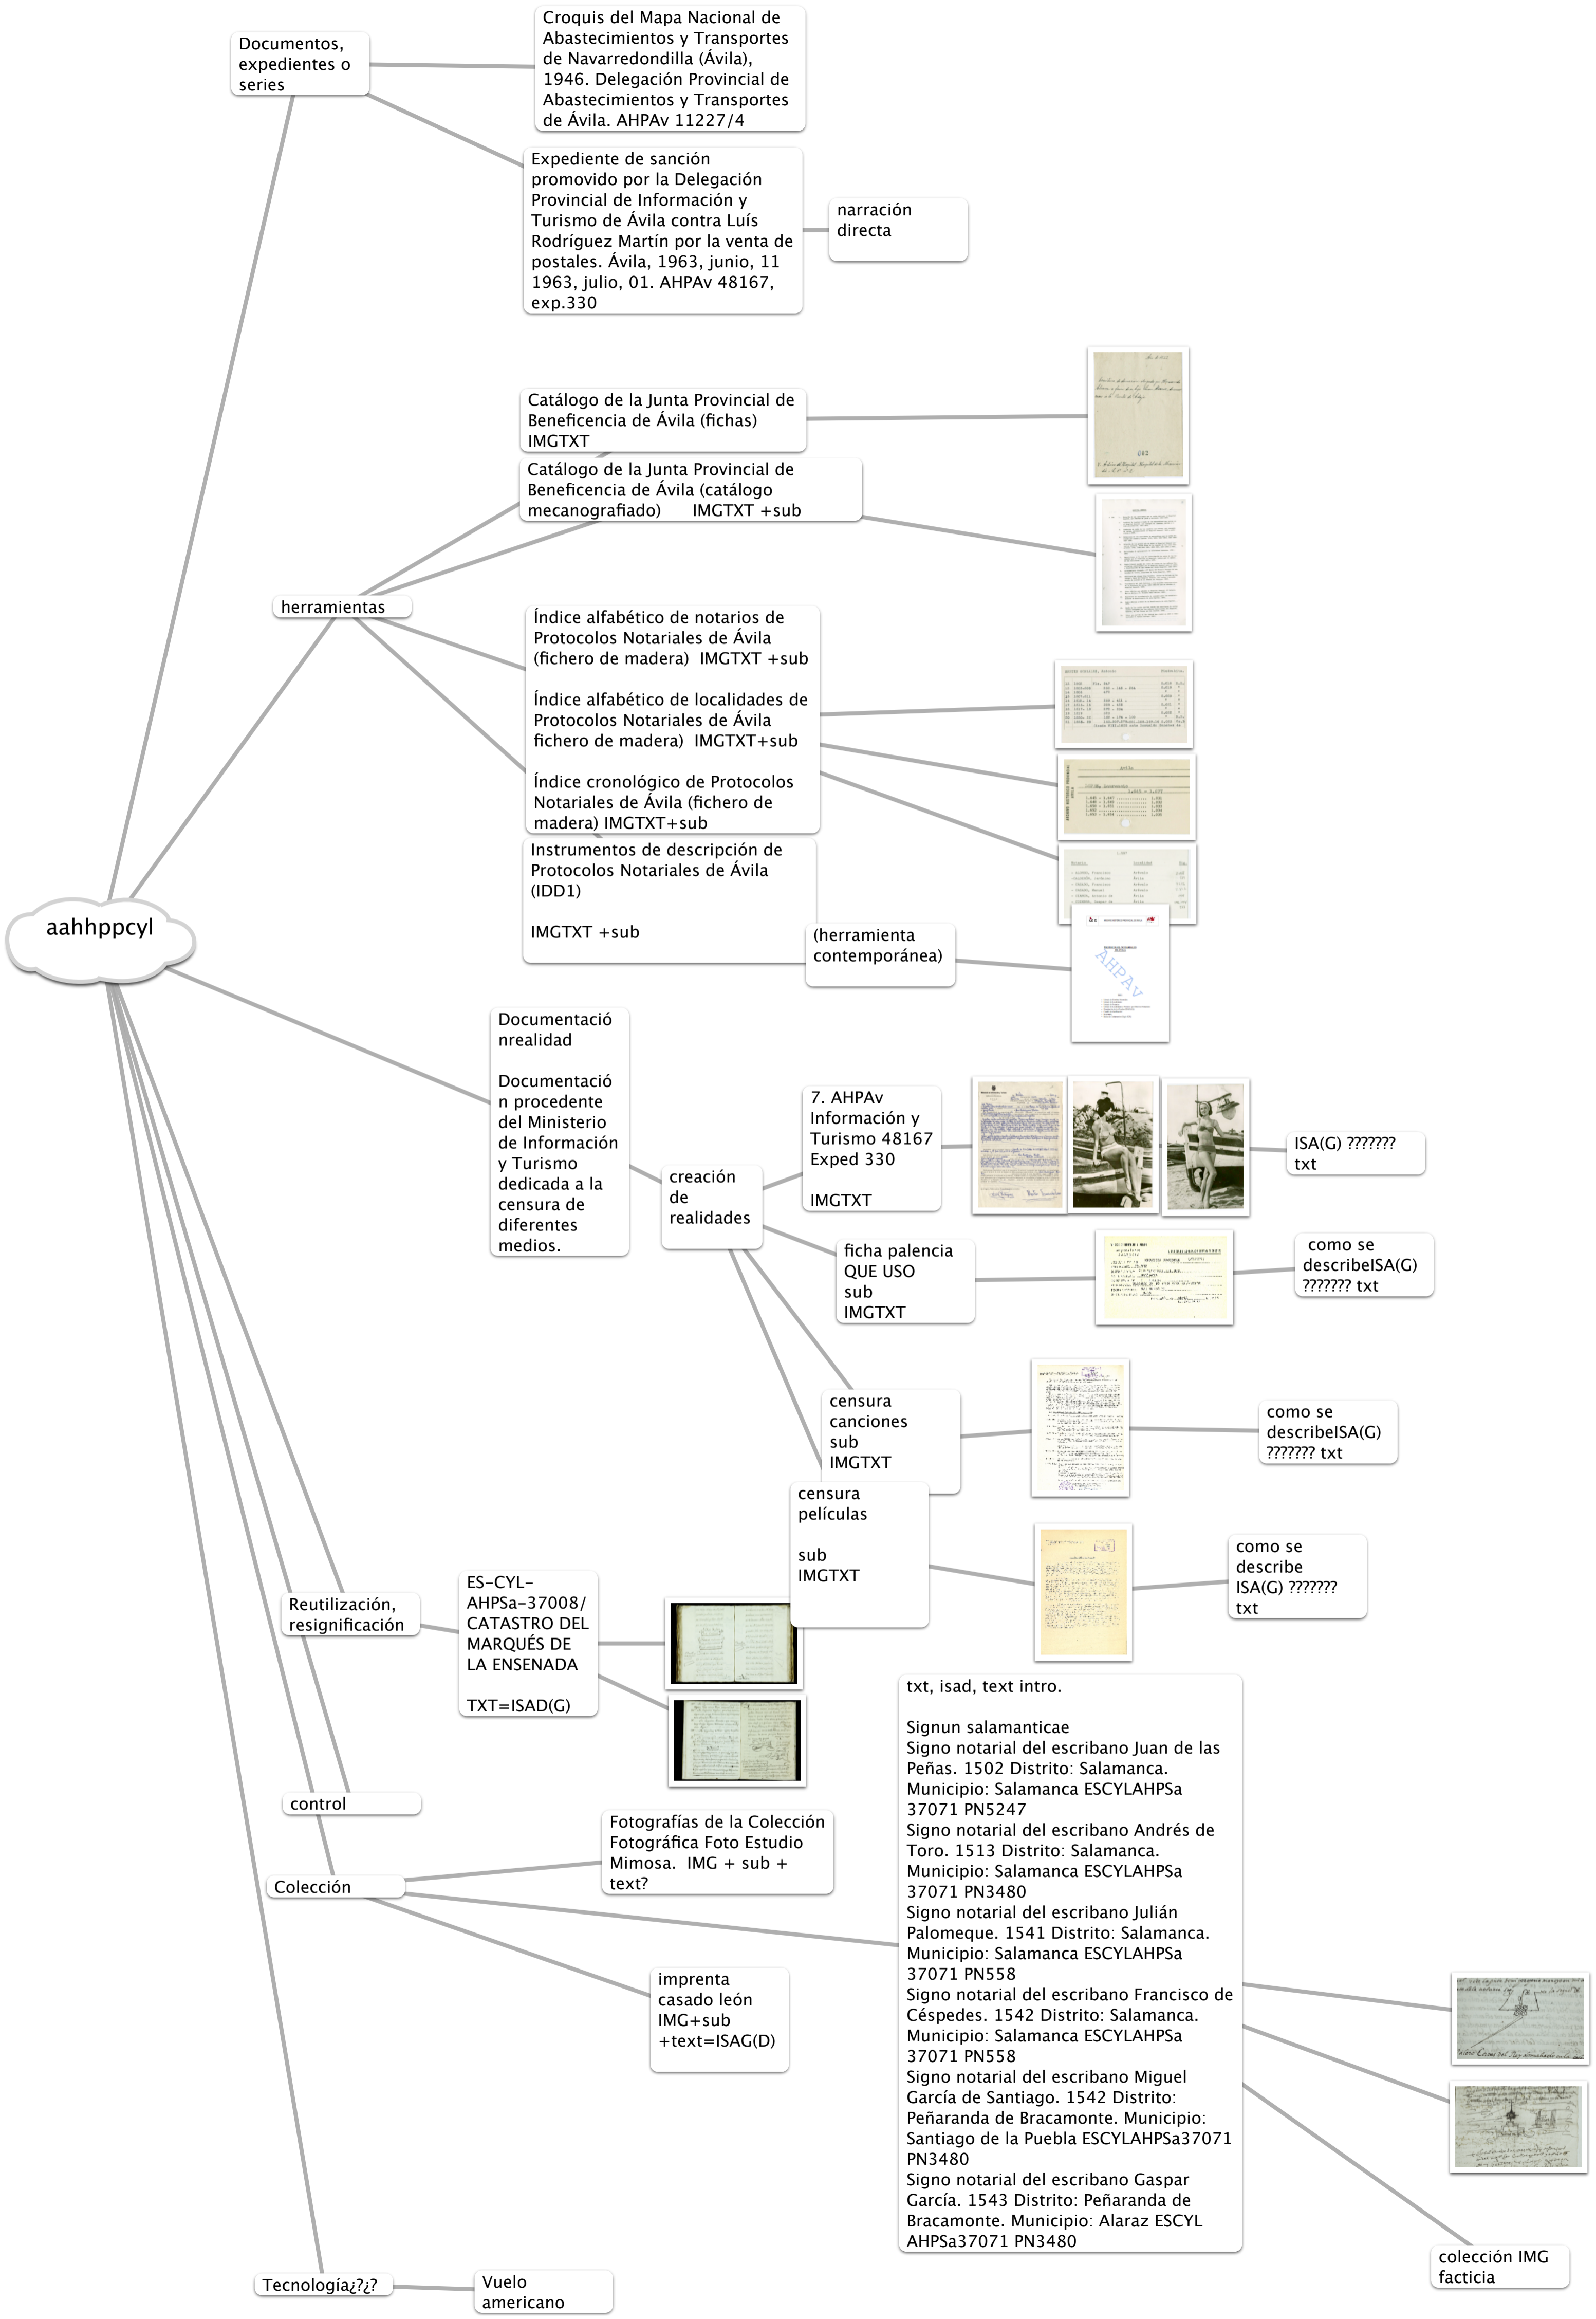 Documentos,
expedientes o
series
Croquis del Mapa Nacional de
Abastecimientos y Transportes
de Navarredondilla (Ávila),
1946. Delegación Provincial de
Abastecimientos y Transportes
de Ávila. AHPAv 11227/4
Expediente de sanción
promovido por la Delegación
Provincial de Información y
Turismo de Ávila contra Luís
Rodríguez Martín por la venta de
postales. Ávila, 1963, junio, 11
1963, julio, 01. AHPAv 48167,
exp.330
narración
directa
Catálogo de la Junta Provincial de
Beneficencia de Ávila (fichas)
IMGTXT
Catálogo de la Junta Provincial de
Beneficencia de Ávila (catálogo
mecanografiado) IMGTXT +sub
herramientas
Índice alfabético de notarios de
Protocolos Notariales de Ávila
(fichero de madera) IMGTXT +sub
Índice alfabético de localidades de
Protocolos Notariales de Ávila
fichero de madera) IMGTXT+sub
Índice cronológico de Protocolos
Notariales de Ávila (fichero de
madera) IMGTXT+sub
Instrumentos de descripción de
Protocolos Notariales de Ávila
(IDD1)
IMGTXT +sub
(herramienta
contemporánea)
AHPAv
aahhppcyl
Documentació
nrealidad
Documentació
n procedente
del Ministerio
de Información
y Turismo
dedicada a la
censura de
diferentes
medios.
creación
de
realidades
7. AHPAv
Información y
Turismo 48167
Exped 330
IMGTXT
ISA(G) ???????
txt
ficha palencia
QUE USO
sub
IMGTXT
como se
describeISA(G)
??????? txt
censura
canciones
sub
IMGTXT
como se
describeISA(G)
??????? txt
censura
películas
sub
IMGTXT
como se
describe
ISA(G) ???????
txt
Reutilización,
resignificación
ES-CYL-
AHPSa-37008/
CATASTRO DEL
MARQUÉS DE
LA ENSENADA
TXT=ISAD(G)
control
Colección
Fotografías de la Colección
Fotográfica Foto Estudio
Mimosa. IMG + sub +
text?
imprenta
casado león
IMG+sub
+text=ISAG(D)
txt, isad, text intro.
Signun salamanticae
Signo notarial del escribano Juan de las
Peñas. 1502 Distrito: Salamanca.
Municipio: Salamanca ESCYLAHPSa
37071 PN5247
Signo notarial del escribano Andrés de
Toro. 1513 Distrito: Salamanca.
Municipio: Salamanca ESCYLAHPSa
37071 PN3480
Signo notarial del escribano Julián
Palomeque. 1541 Distrito: Salamanca.
Municipio: Salamanca ESCYLAHPSa
37071 PN558
Signo notarial del escribano Francisco de
Céspedes. 1542 Distrito: Salamanca.
Municipio: Salamanca ESCYLAHPSa
37071 PN558
Signo notarial del escribano Miguel
García de Santiago. 1542 Distrito:
Peñaranda de Bracamonte. Municipio:
Santiago de la Puebla ESCYLAHPSa37071
PN3480
Signo notarial del escribano Gaspar
García. 1543 Distrito: Peñaranda de
Bracamonte. Municipio: Alaraz ESCYL
AHPSa37071 PN3480
colección IMG
facticia
Tecnología¿?¿?
Vuelo
americano